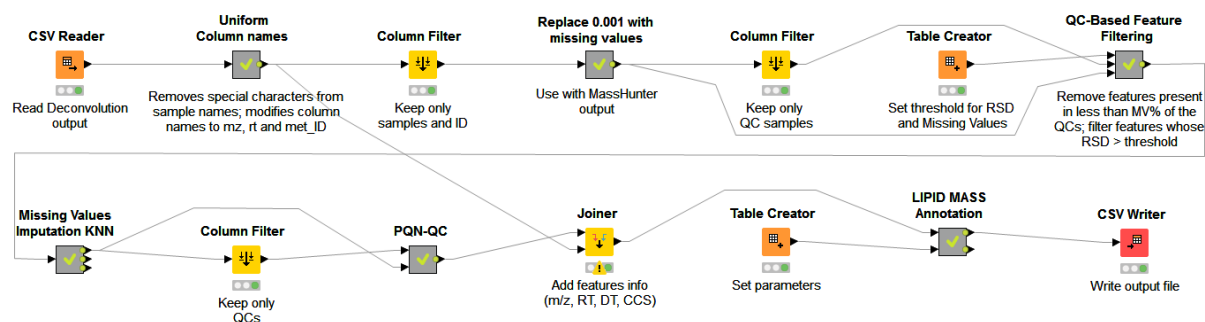 CSV Reader
Read Deconvolution
output
Uniform
Column names
Removes special characters from
sample names; modifies column
names to mz, rt and met_ID
Column Filter
Keep only
samples and ID
Replace 0.001 with
missing values
Use with MassHunter
output
Column Filter
Keep only
QC samples
Table Creator
Set threshold for RSD
and Missing Values
QC-Based Feature
Filtering
Remove features present
in less than MV% of the
QCs; filter features whose
RSD > threshold
Missing Values
Imputation KNN
Column Filter
Keep only
QCs
PQN-QC
Joiner
Add features info
(m/z, RT, DT, CCS)
Table Creator
Set parameters
LIPID MASS
Annotation
CSV Writer
Write output file